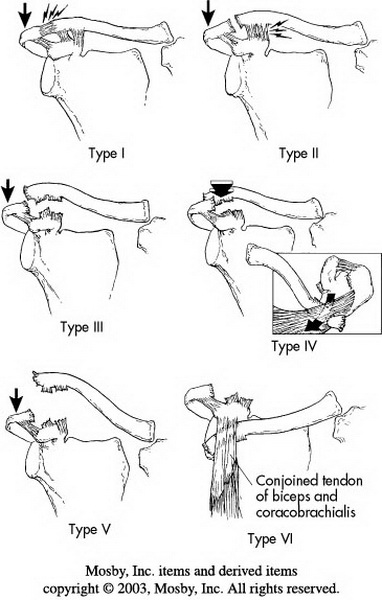 Type I
Type II
Type III
Type IV
Type V
Conjoined tendon
of biceps and
coracobrachialis
Type VI
Mosby, Inc. items and derived items
copyright © 2003, Mosby, Inc. All rights reserved.